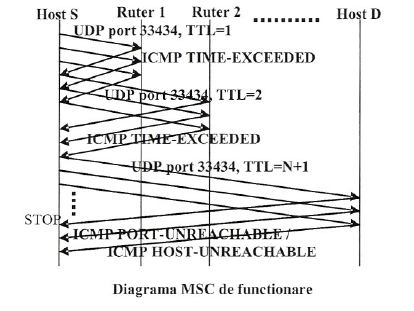 Host S Ruter 1 Ruter 2 Host D
UDP port 33434, TTL=1
ICMP TIME-EXCEEDED
UDP port 33434, TTL=2
ICMP TIME-EXCEEDED
UDP port 33434, TTL=N+1
STOP
ICMP PORT-UNREACHABLE /
ICMP HOST-UNREACHABLE
Diagrama MSC de functionare